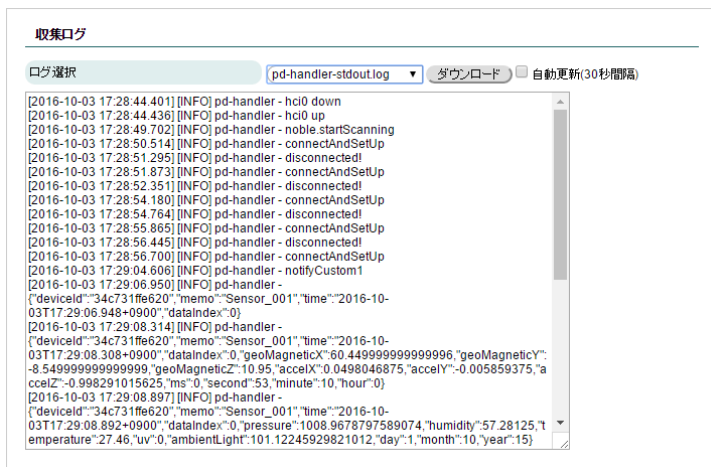 収集ログ
ログ選択 pd-handler-stdout.log ダウンロード 自動更新(30秒間隔)
[2016-10-03 17:28:44.401] [INFO] pd-handler - hci0 down
[2016-10-03 17:28:44.436] [INFO] pd-handler - hci0 up
[2016-10-03 17:28:49.702] [INFO] pd-handler - noble.startScanning
[2016-10-03 17:28:50.514] [INFO] pd-handler - connectAndSetUp
[2016-10-03 17:28:51.295] [INFO] pd-handler - disconnected!
[2016-10-03 17:28:51.873] [INFO] pd-handler - connectAndSetUp
[2016-10-03 17:28:52.351] [INFO] pd-handler - disconnected!
[2016-10-03 17:28:54.180] [INFO] pd-handler - connectAndSetUp
[2016-10-03 17:28:54.764] [INFO] pd-handler - disconnected!
[2016-10-03 17:28:55.865] [INFO] pd-handler - connectAndSetUp
[2016-10-03 17:28:56.445] [INFO] pd-handler - disconnected!
[2016-10-03 17:28:56.700] [INFO] pd-handler - connectAndSetUp
[2016-10-03 17:29:04.606] [INFO] pd-handler - notifyCustom1
[2016-10-03 17:29:06.950] [INFO] pd-handler -
{"deviceId":"34c731ffe620","memo":"Sensor_001","time":"2016-10-
03T17:29:06.948+0900","dataIndex":0}
[2016-10-03 17:29:08.314] [INFO] pd-handler -
{"deviceId":"34c731ffe620","memo":"Sensor_001","time":"2016-10-
03T17:29:08.308+0900","dataIndex":0,"geoMagneticX":60.449999999999996,"geoMagneticY":
-8.549999999999999,"geoMagneticZ":10.95,"accelX":0.0498046875,"accelY":-0.005859375,"a
ccelZ":-0.998291015625,"ms":0,"second":53,"minute":10,"hour":0}
[2016-10-03 17:29:08.897] [INFO] pd-handler -
{"deviceId":"34c731ffe620","memo":"Sensor_001","time":"2016-10-
03T17:29:08.892+0900","dataIndex":0,"pressure":1008.9678797589074,"humidity":57.28125,"t
emperature":27.46,"uv":0,"ambientLight":101.12245929821012,"day":1,"month":10,"year":15}